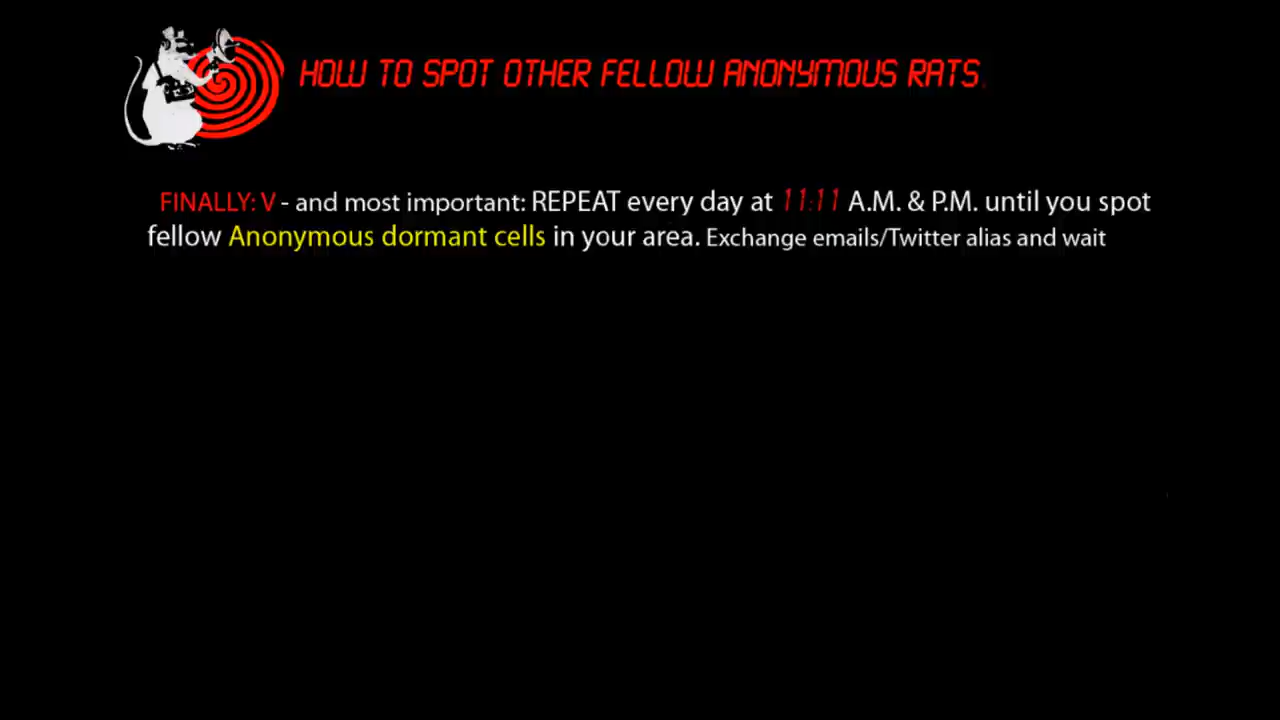 HOW TO SPOT OTHER FELLOW ANONYMOUS RATS
FINALLY: V - and most important: REPEAT every day at 11:11 A.M. & P.M. until you spot
fellow Anonymous dormant cells in your area. Exchange emails/Twitter alias and wait